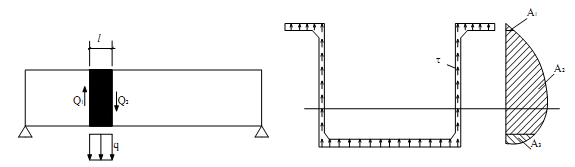 l
Q₁
Q₂
q
τ
A₁
A₂
A₃